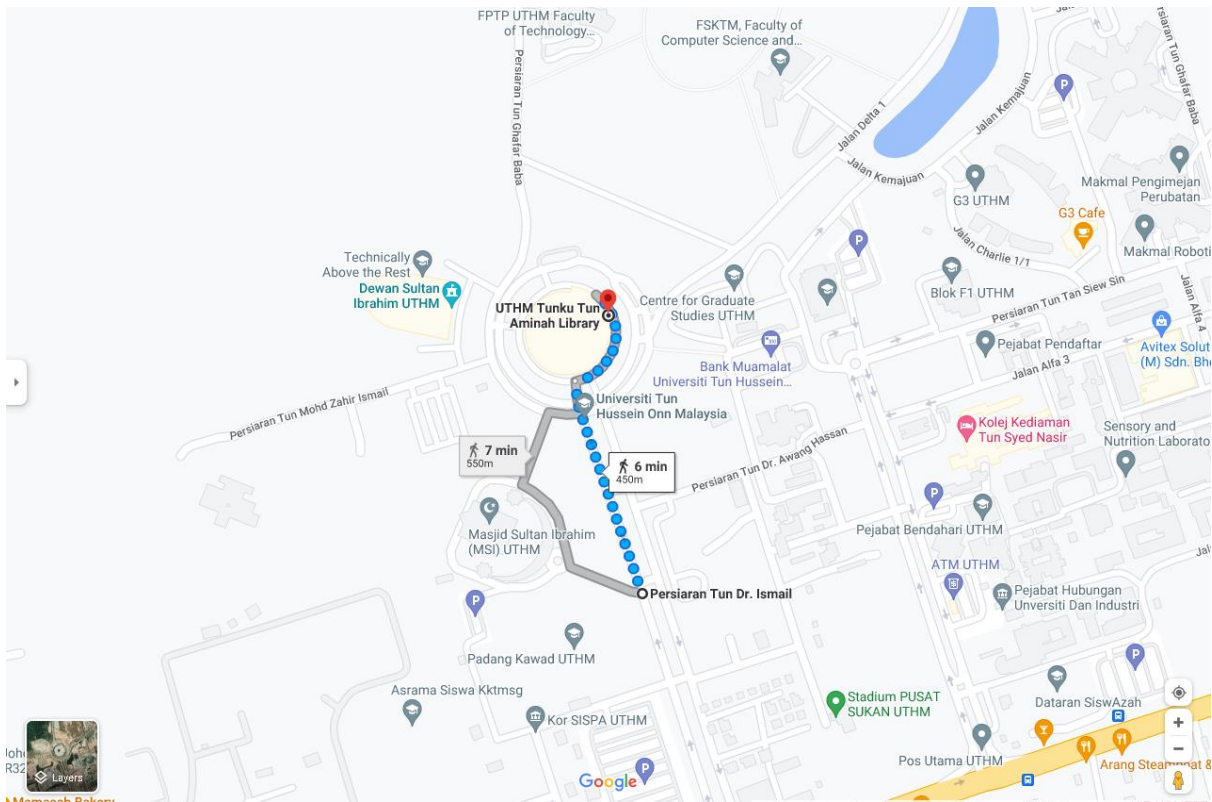 FPTP UTHM Faculty
of Technology...
FSKTM, Faculty of
Computer Science and...
Persiaran Tun Ghafar Baba
Persiaran Tun Ghafar Baba
Jalan Delta 1
Jalan Kemajuan
Jalan Kemajuan
P
Makmal Pengimejan
Perubatan
G3 UTHM
G3 Cafe
Makmal Roboti
Jalan Charlie 1/1
P
Technically
Above the Rest
Dewan Sultan
Ibrahim UTHM
UTHM Tunku Tun
Aminah Library
Centre for Graduate
Studies UTHM
Blok F1 UTHM
Persiaran Tun Tan Siew Sin
Jalan Alfa 4
Pejabat Pendaftar
Avitex Solut
(M) Sdn. Bh
Jalan Alfa 3
Bank Muamalat
Universiti Tun Hussein...
Persiaran Tun Mohd Zahir Ismail
Universiti Tun
Hussein Onn Malaysia
Kolej Kediaman
Tun Syed Nasir
Sensory and
Nutrition Laborato
7 min
550m
6 min
450m
Persiaran Tun Dr. Awang Hassan
P
Pejabat Bendahari UTHM
Masjid Sultan Ibrahim
(MSI) UTHM
ATM UTHM
Jala
Persiaran Tun Dr. Ismail
Pejabat Hubungan
Unversiti Dan Industri
P
Padang Kawad UTHM
P
Asrama Siswa Kktmsg
Kor SISPA UTHM
Stadium PUSAT
SUKAN UTHM
Dataran SiswAzah
Pos Utama UTHM
Arang Steamboat &
Joh
R32
Layers
Google
P